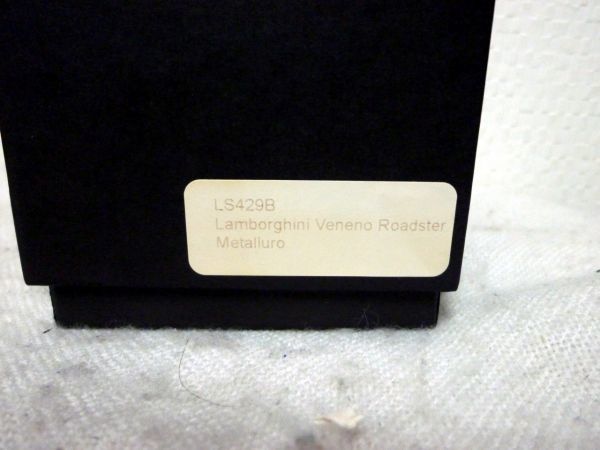 LS429B
Lamborghini Veneno Roadster
Metalluro